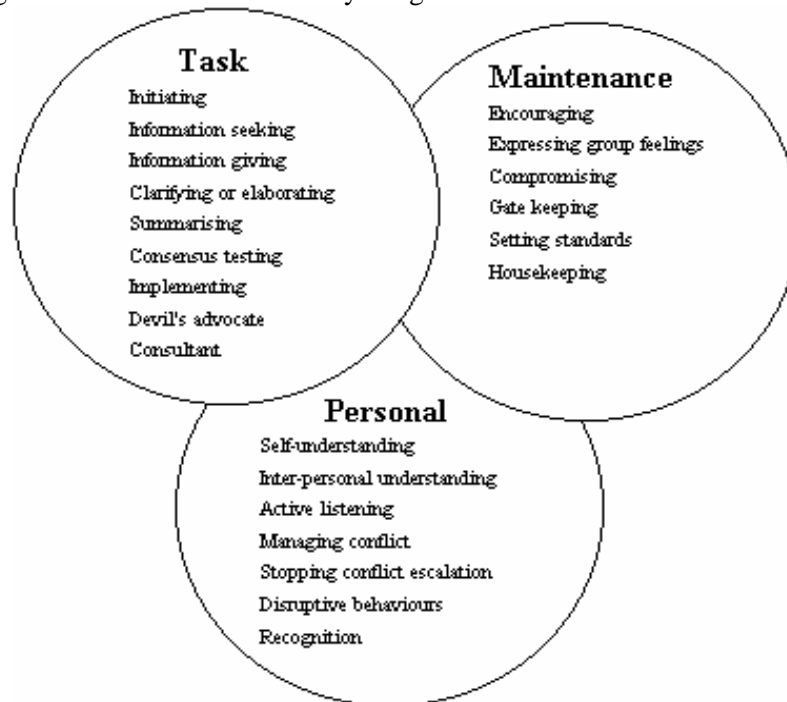 Task
Initiating
Information seeking
Information giving
Clarifying or elaborating
Summarising
Consensus testing
Implementing
Devil's advocate
Consultant
Maintenance
Encouraging
Expressing group feelings
Compromising
Gate keeping
Setting standards
Housekeeping
Personal
Self-understanding
Inter-personal understanding
Active listening
Managing conflict
Stopping conflict escalation
Disruptive behaviours
Recognition